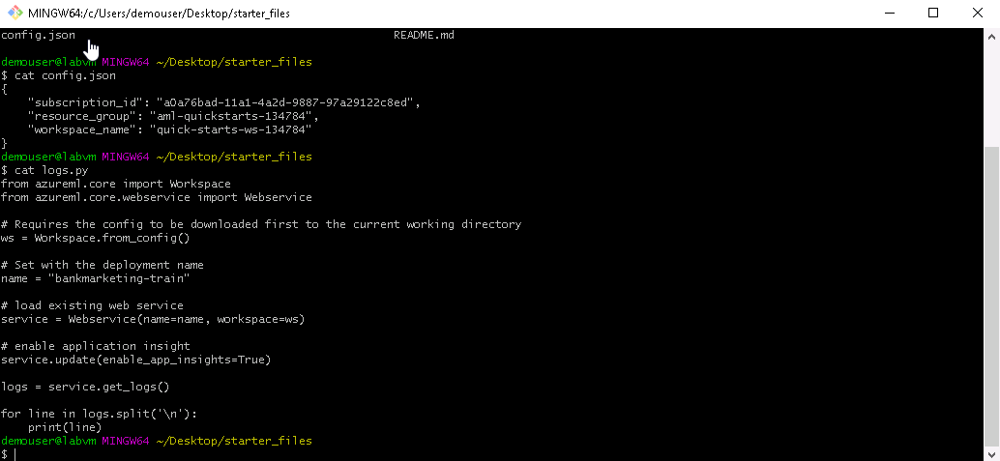 MINGW64:/c/Users/demouser/Desktop/starter_files
config.json README.md
demouser@labvm MINGW64 ~/Desktop/starter_files
$ cat config.json
{
    "subscription_id": "a0a76bad-11a1-4a2d-9887-97a29122c8ed",
    "resource_group": "aml-quickstarts-134784",
    "workspace_name": "quick-starts-ws-134784"
}
demouser@labvm MINGW64 ~/Desktop/starter_files
$ cat logs.py
from azureml.core import Workspace
from azureml.core.webservice import Webservice
# Requires the config to be downloaded first to the current working directory
ws = Workspace.from_config()
# Set with the deployment name
name = "bankmarketing-train"
# load existing web service
service = Webservice(name=name, workspace=ws)
# enable application insight
service.update(enable_app_insights=True)
logs = service.get_logs()
for line in logs.split('\n'):
    print(line)
demouser@labvm MINGW64 ~/Desktop/starter_files
$